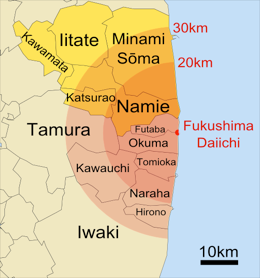 30km
Iitate
Minami
Sōma
Kawamata
20km
Katsurao
Namie
Tamura
Futaba
Fukushima
Daiichi
Okuma
Tomioka
Kawauchi
Naraha
Hirono
Iwaki
10km